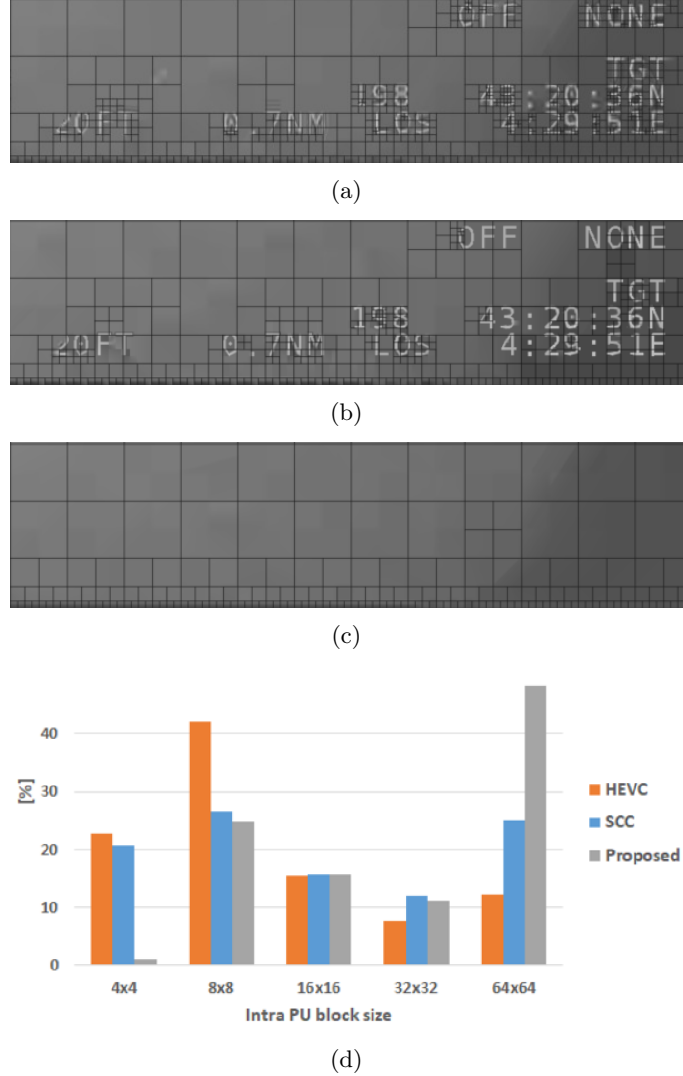 OFF NONE
TGT
198 43:20:36N
20FT 0.7NM LOS 4:29:51E
(a)
OFF NONE
TGT
198 43:20:36N
20FT 0.7NM LOS 4:29:51E
(b)
(c)
40
30
20
10
0
[%]
4x4 8x8 16x16 32x32 64x64
Intra PU block size
HEVC
SCC
Proposed
(d)